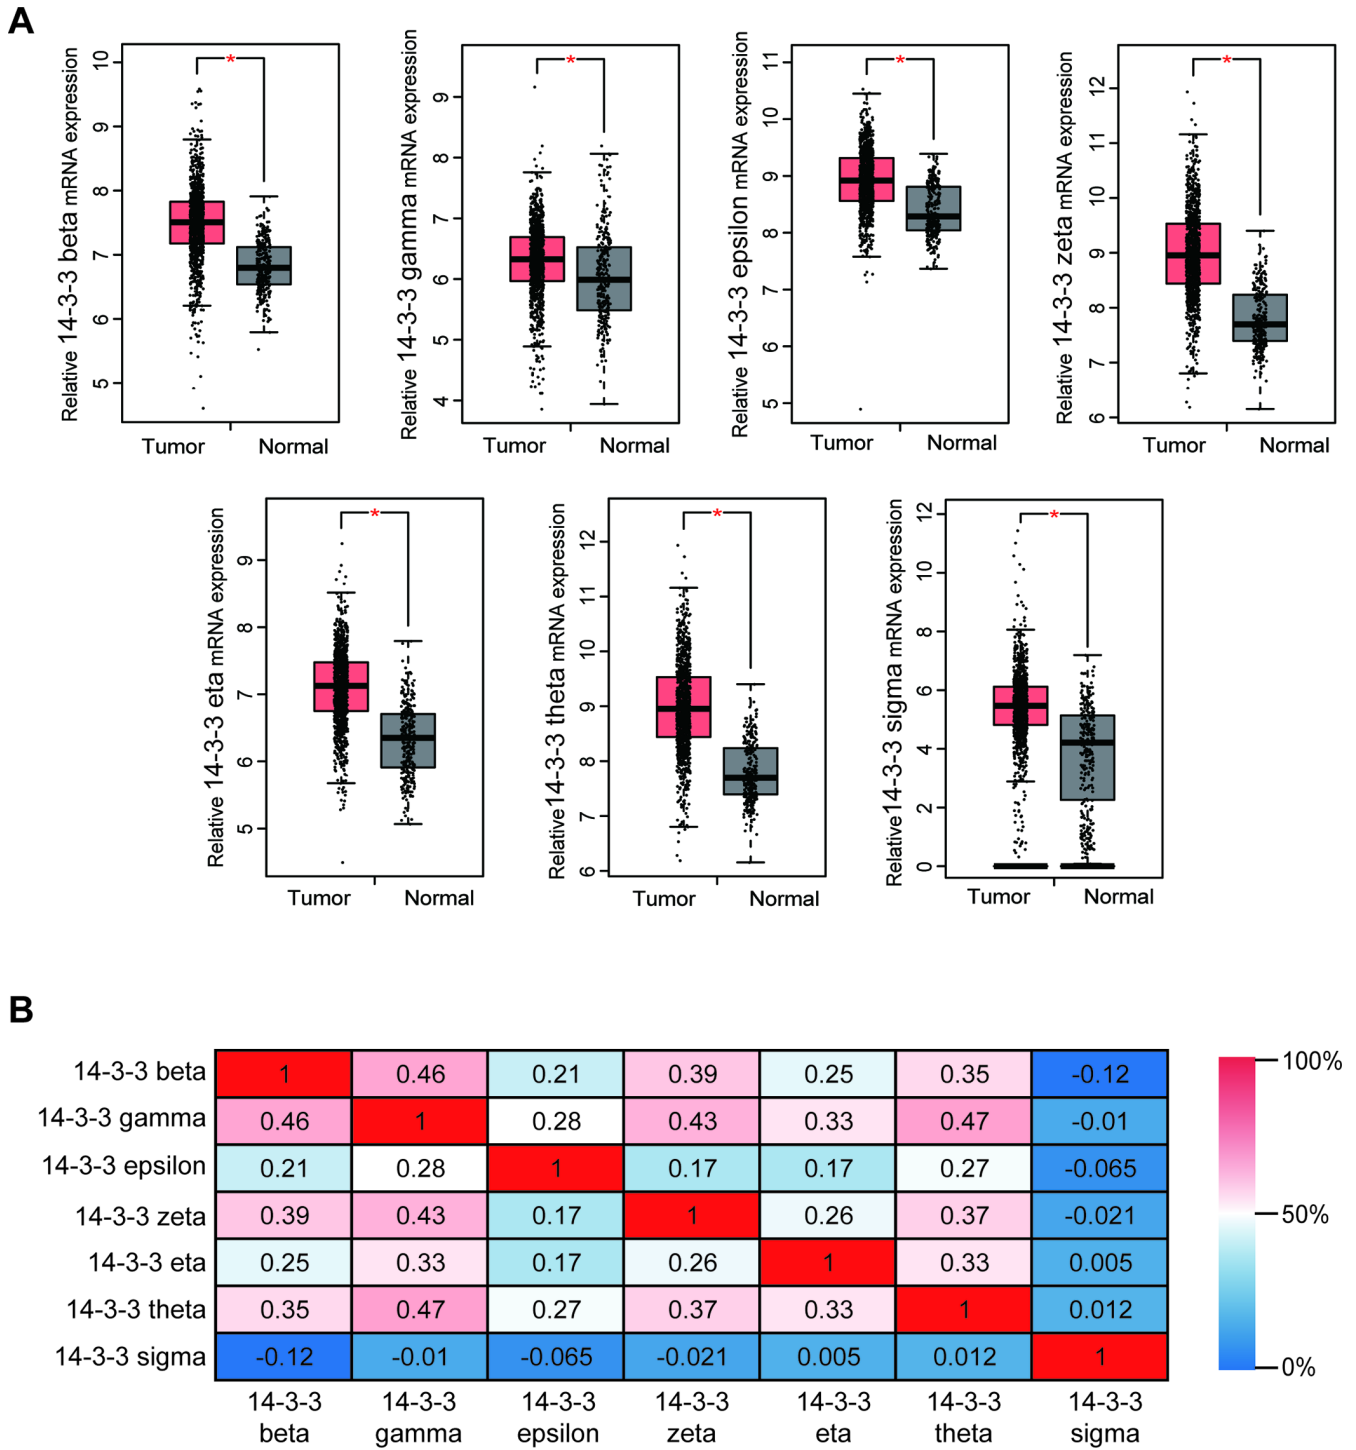 A
Relative 14-3-3 beta mRNA expression
10
9
8
7
6
5
*
Tumor Normal
Relative 14-3-3 gamma mRNA expression
9
8
7
6
5
4
*
Tumor Normal
Relative 14-3-3 epsilon mRNA expression
11
10
9
8
7
6
5
*
Tumor Normal
Relative 14-3-3 zeta mRNA expression
12
11
10
9
8
7
6
*
Tumor Normal
Relative 14-3-3 eta mRNA expression
9
8
7
6
5
*
Tumor Normal
Relative14-3-3 theta mRNA expression
12
11
10
9
8
7
6
*
Tumor Normal
Relative14-3-3 sigma mRNA expression
12
10
8
6
4
2
0
*
Tumor Normal
B
14-3-3 beta 1 0.46 0.21 0.39 0.25 0.35 -0.12
14-3-3 gamma 0.46 1 0.28 0.43 0.33 0.47 -0.01
14-3-3 epsilon 0.21 0.28 1 0.17 0.17 0.27 -0.065
14-3-3 zeta 0.39 0.43 0.17 1 0.26 0.37 -0.021
14-3-3 eta 0.25 0.33 0.17 0.26 1 0.33 0.005
14-3-3 theta 0.35 0.47 0.27 0.37 0.33 1 0.012
14-3-3 sigma -0.12 -0.01 -0.065 -0.021 0.005 0.012 1
14-3-3 14-3-3 14-3-3 14-3-3 14-3-3 14-3-3 14-3-3
beta gamma epsilon zeta eta theta sigma
100%
50%
0%